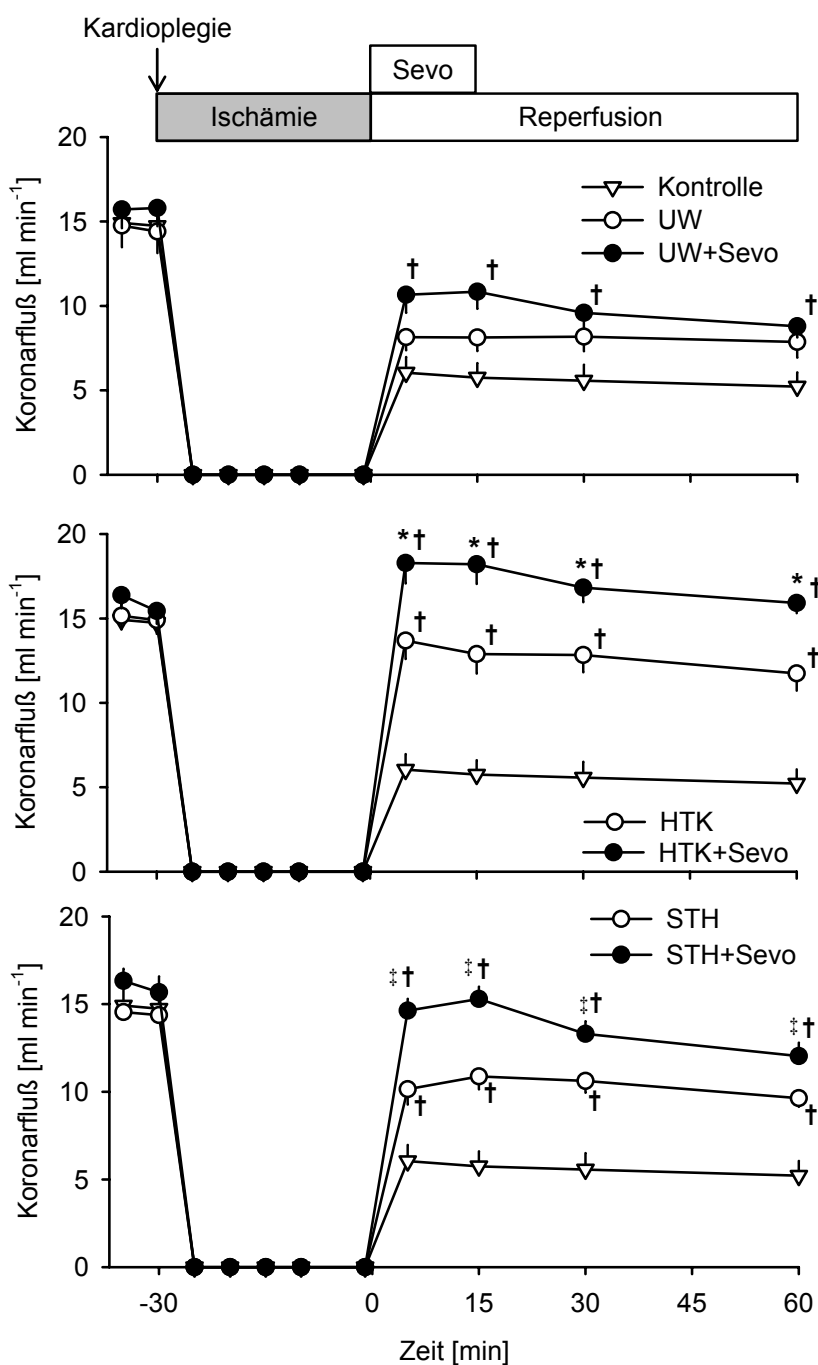 Kardioplegie
Sevo
Ischämie Reperfusion
20
15
10
5
0
Koronarfluß [ml min-1]
Kontrolle
UW
UW+Sevo
† † † †
20
15
10
5
0
Koronarfluß [ml min-1]
*† *† *† *†
† † † †
HTK
HTK+Sevo
20
15
10
5
0
Koronarfluß [ml min-1]
STH
STH+Sevo
‡† ‡† ‡† ‡†
† † † †
-30 0 15 30 45 60
Zeit [min]